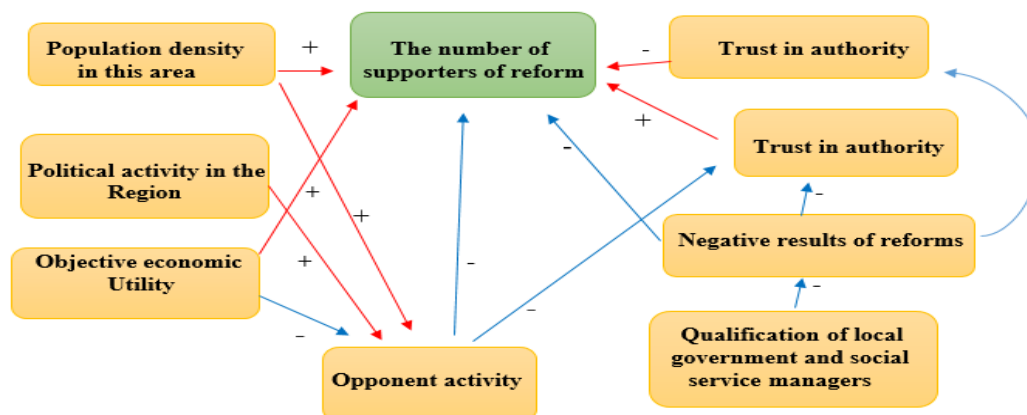 Population density
in this area
+
The number of
supporters of reform
-
Trust in authority
+
Trust in authority
Political activity in the
Region
+
+
-
-
Objective economic
Utility
+
-
Negative results of reforms
-
-
-
Opponent activity
Qualification of local
government and social
service managers